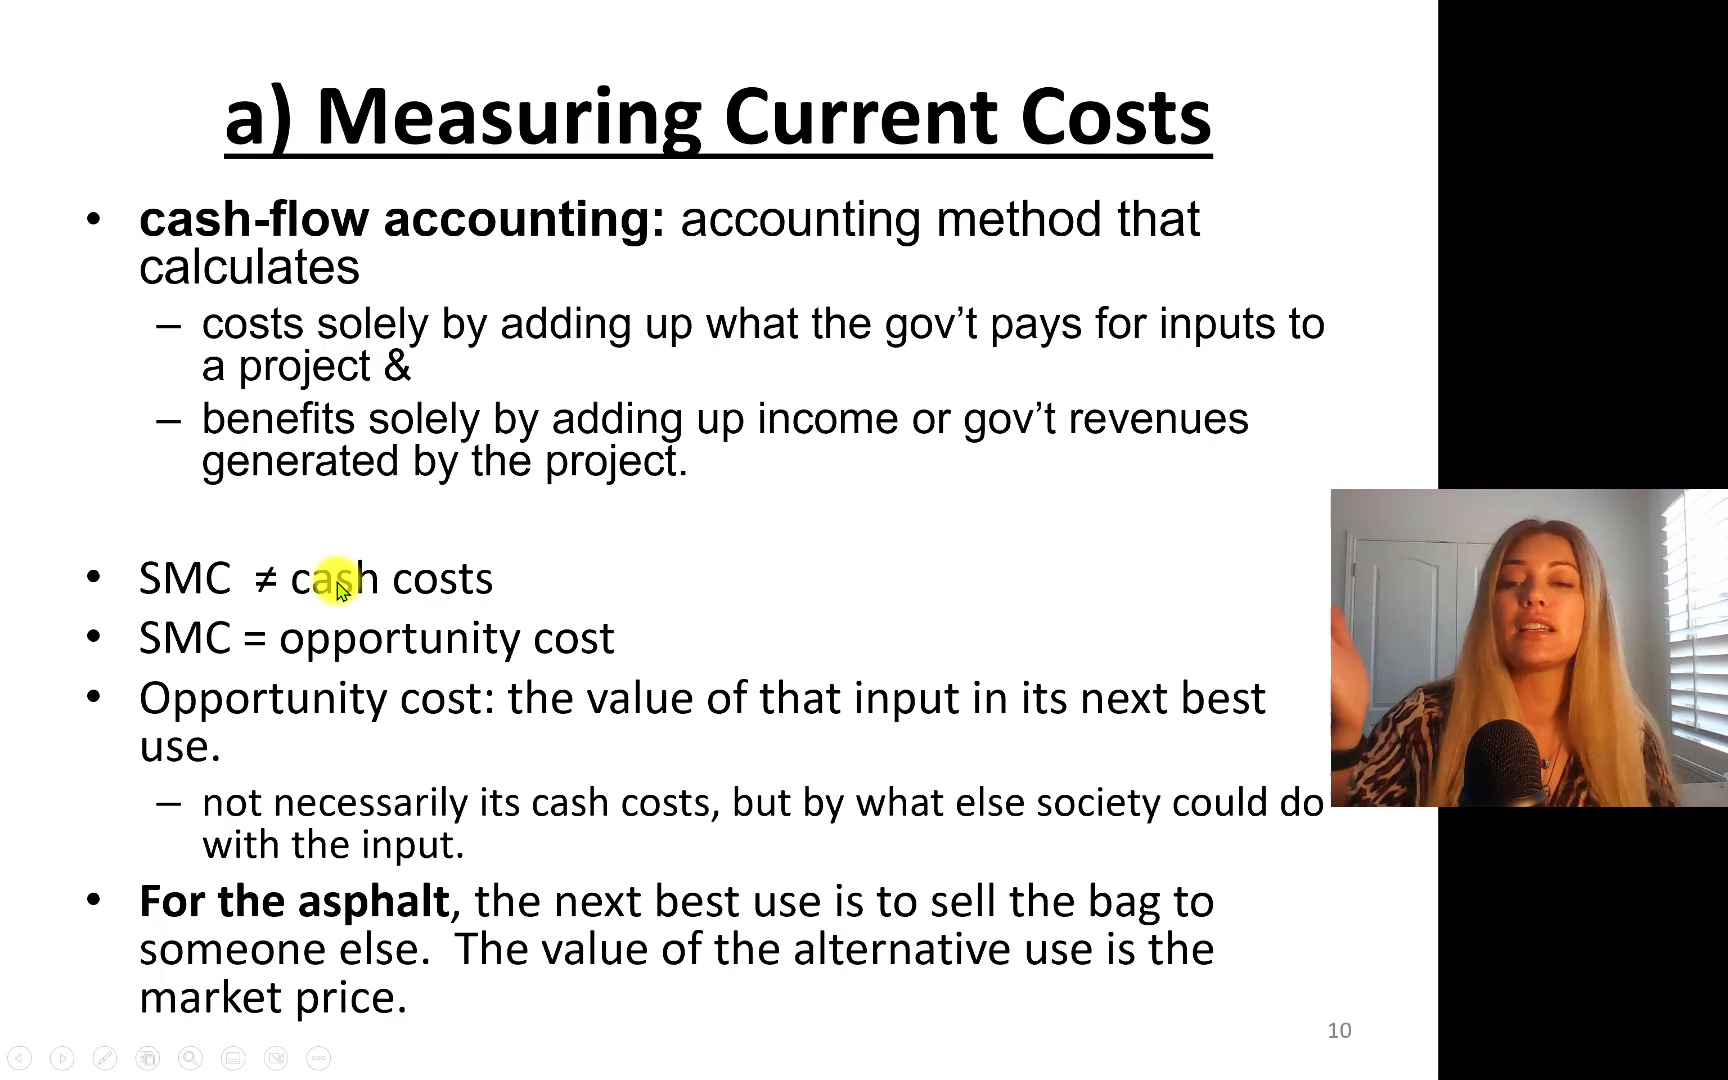 a) Measuring Current Costs
• cash-flow accounting: accounting method that
calculates
– costs solely by adding up what the gov’t pays for inputs to
a project &
– benefits solely by adding up income or gov’t revenues
generated by the project.
• SMC ≠ cash costs
• SMC = opportunity cost
• Opportunity cost: the value of that input in its next best
use.
– not necessarily its cash costs, but by what else society could do
with the input.
• For the asphalt, the next best use is to sell the bag to
someone else.  The value of the alternative use is the
market price.
10